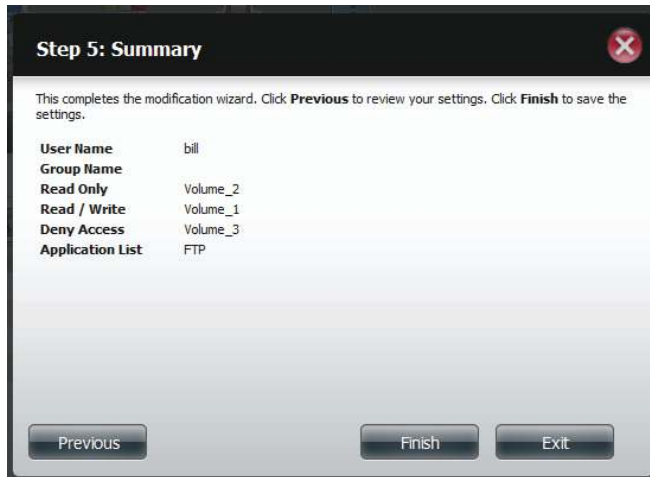 Step 5: Summary
This completes the modification wizard. Click Previous to review your settings. Click Finish to save the
settings.
User Name bill
Group Name
Read Only Volume_2
Read / Write Volume_1
Deny Access Volume_3
Application List FTP
Previous Finish Exit